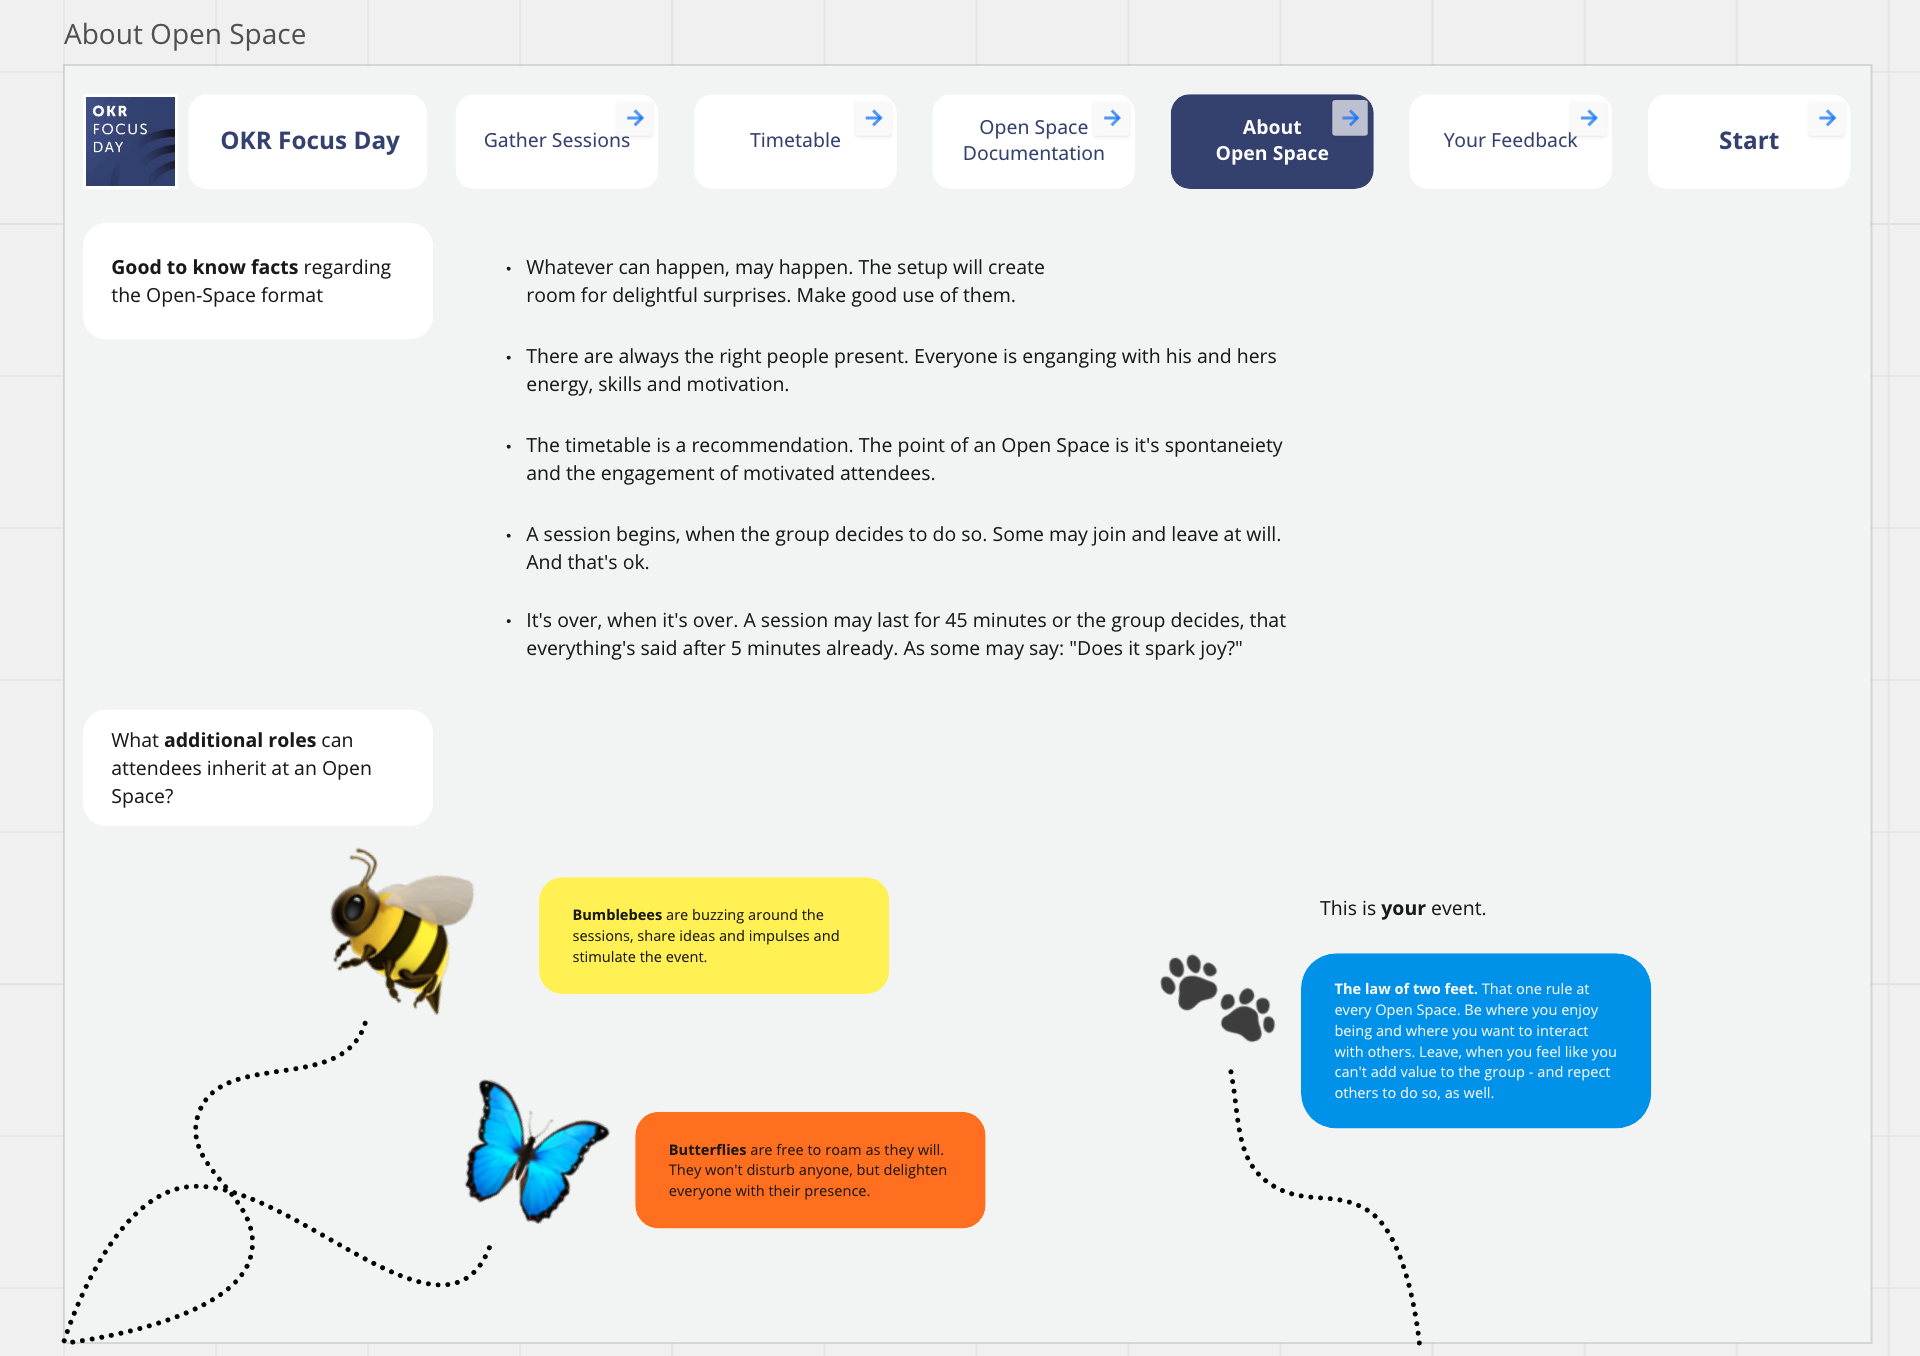 About Open Space
OKR
FOCUS
DAY
OKR Focus Day
Gather Sessions
Timetable
Open Space
Documentation
About
Open Space
Your Feedback
Start
Good to know facts regarding
the Open-Space format
• Whatever can happen, may happen. The setup will create
room for delightful surprises. Make good use of them.
• There are always the right people present. Everyone is enganging with his and hers
energy, skills and motivation.
• The timetable is a recommendation. The point of an Open Space is it's spontaneiety
and the engagement of motivated attendees.
• A session begins, when the group decides to do so. Some may join and leave at will.
And that's ok.
• It's over, when it's over. A session may last for 45 minutes or the group decides, that
everything's said after 5 minutes already. As some may say: "Does it spark joy?"
What additional roles can
attendees inherit at an Open
Space?
Bumblebees are buzzing around the
sessions, share ideas and impulses and
stimulate the event.
Butterflies are free to roam as they will.
They won't disturb anyone, but delighten
everyone with their presence.
This is your event.
The law of two feet. That one rule at
every Open Space. Be where you enjoy
being and where you want to interact
with others. Leave, when you feel like you
can't add value to the group - and repect
others to do so, as well.